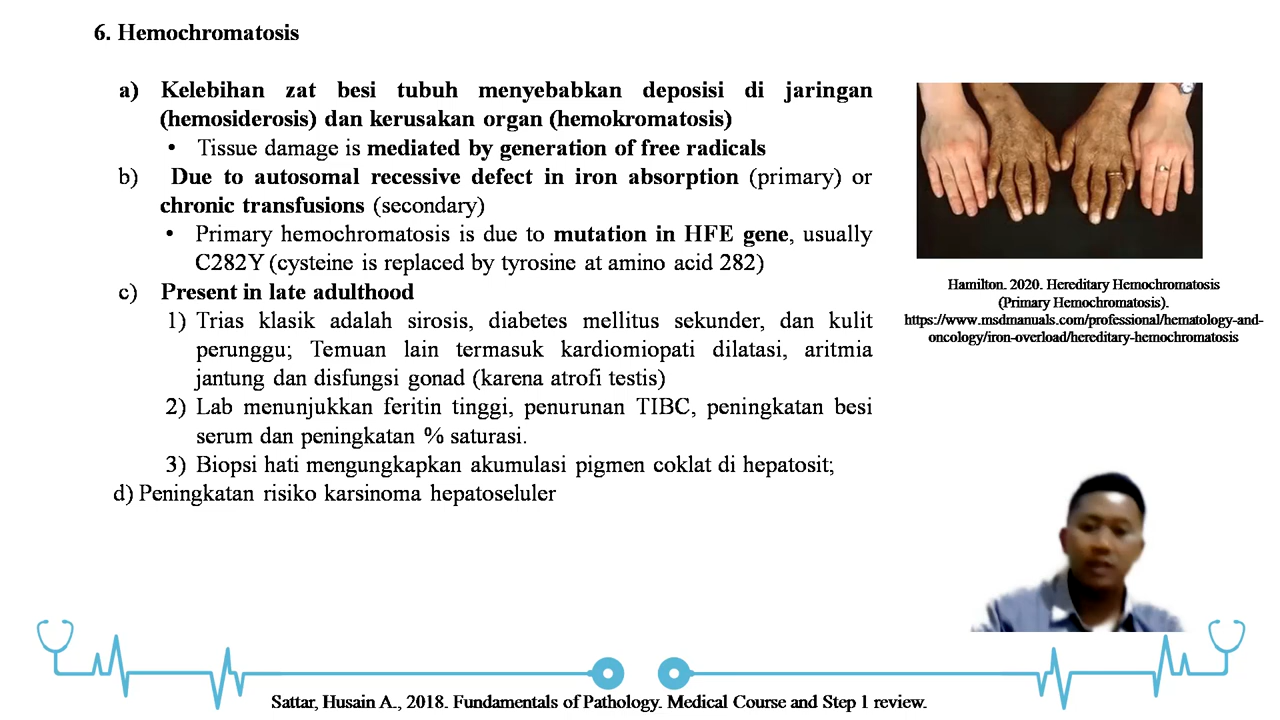 6. Hemochromatosis
a) Kelebihan zat besi tubuh menyebabkan deposisi di jaringan
(hemosiderosis) dan kerusakan organ (hemokromatosis)
• Tissue damage is mediated by generation of free radicals
b) Due to autosomal recessive defect in iron absorption (primary) or
chronic transfusions (secondary)
• Primary hemochromatosis is due to mutation in HFE gene, usually
C282Y (cysteine is replaced by tyrosine at amino acid 282)
c) Present in late adulthood
1) Trias klasik adalah sirosis, diabetes mellitus sekunder, dan kulit
perunggu; Temuan lain termasuk kardiomiopati dilatasi, aritmia
jantung dan disfungsi gonad (karena atrofi testis)
2) Lab menunjukkan feritin tinggi, penurunan TIBC, peningkatan besi
serum dan peningkatan % saturasi.
3) Biopsi hati mengungkapkan akumulasi pigmen coklat di hepatosit;
d) Peningkatan risiko karsinoma hepatoseluler
Hamilton. 2020. Hereditary Hemochromatosis
(Primary Hemochromatosis).
https://www.msdmanuals.com/professional/hematology-and-
oncology/iron-overload/hereditary-hemochromatosis
Sattar, Husain A., 2018. Fundamentals of Pathology. Medical Course and Step 1 review.